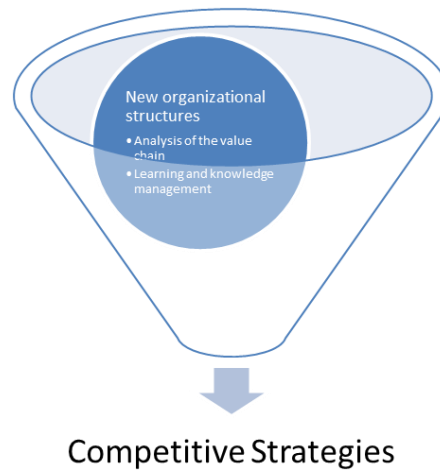 New organizational
structures
•Analysis of the value
chain
•Learning and knowledge
management
Competitive Strategies